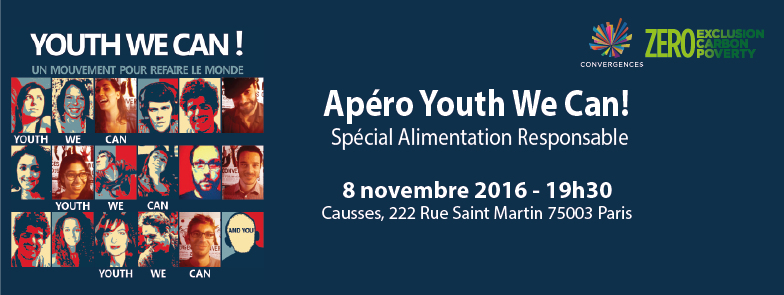 YOUTH WE CAN !
UN MOUVEMENT POUR REFAIRE LE MONDE
YOUTH WE CAN
YOUTH WE CAN
AND YOU
YOUTH WE CAN
CONVERGENCES
ZERO EXCLUSION
CARBON
POVERTY
Apéro Youth We Can!
Spécial Alimentation Responsable
8 novembre 2016 - 19h30
Causses, 222 Rue Saint Martin 75003 Paris